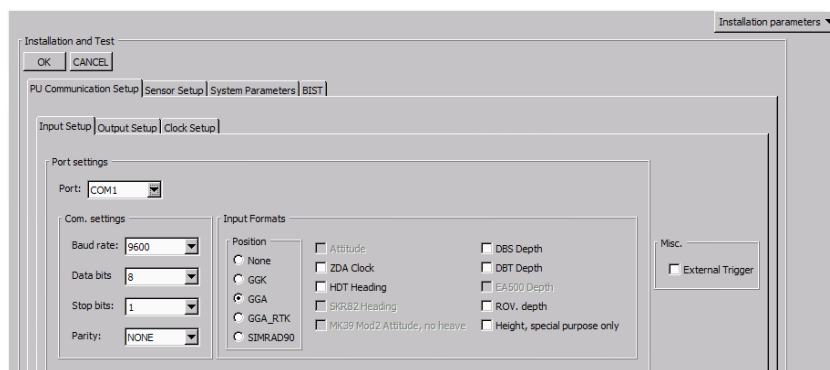 Installation parameters
Installation and Test
OK CANCEL
PU Communication Setup Sensor Setup System Parameters BIST
Input Setup Output Setup Clock Setup
Port settings
Port: COM1
Com. settings
Baud rate: 9600
Data bits 8
Stop bits: 1
Parity: NONE
Input Formats
Position
None
GGK
GGA
GGA_RTK
SIMRAD90
Attitude
ZDA Clock
HDT Heading
SKR82 Heading
MK39 Mod2 Attitude, no heave
DBS Depth
DBT Depth
EA500 Depth
ROV. depth
Height, special purpose only
Misc.
External Trigger